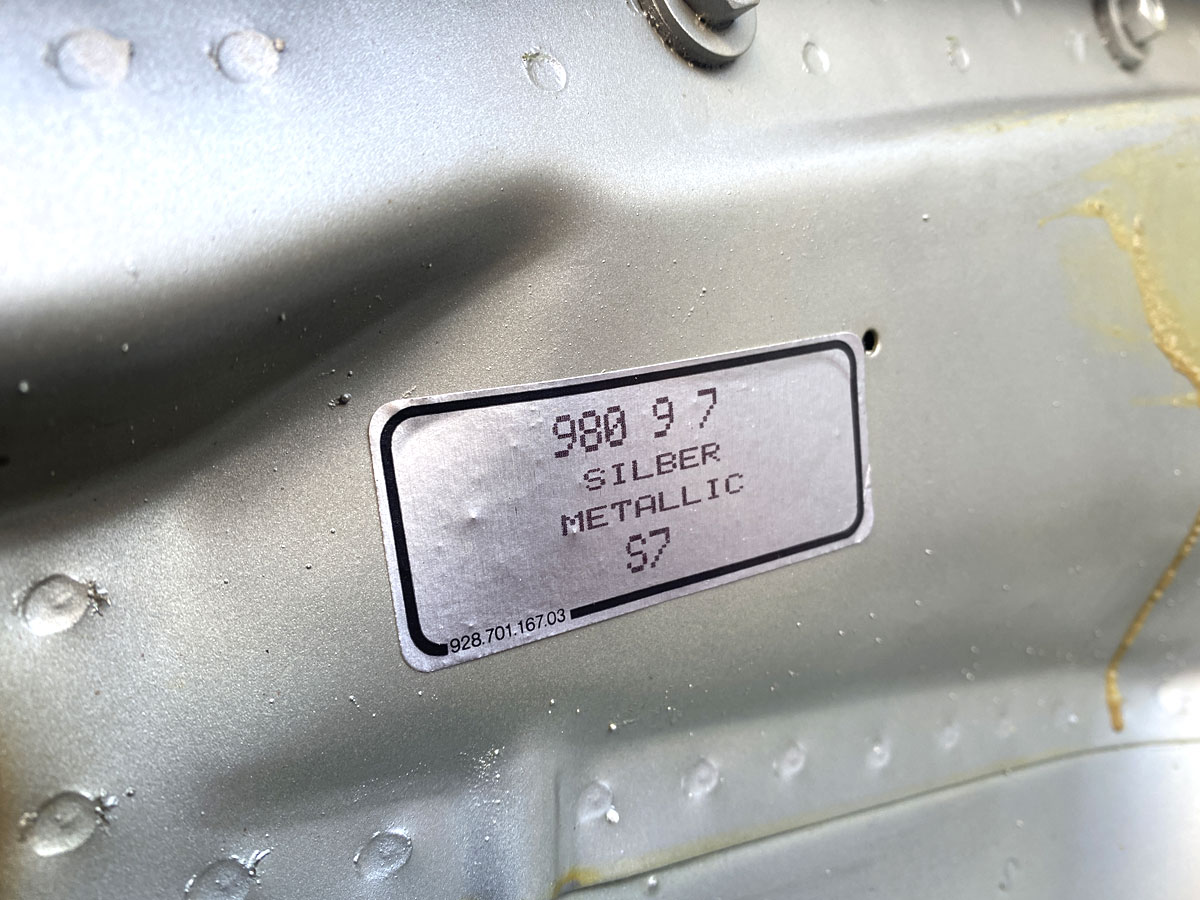 980 9 7
SILBER
METALLIC
S7
928.701.167.03